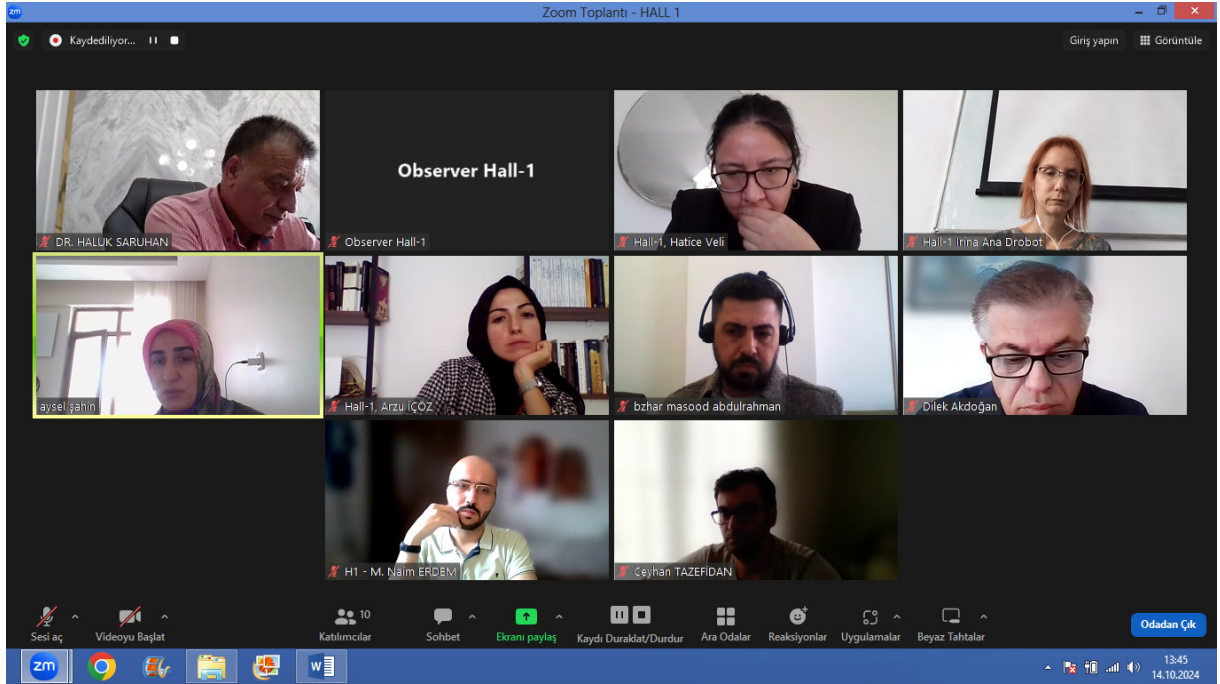 zm
Zoom Toplantı - HALL 1
Kaydediliyor...
Giriş yapın
Görüntüle
DR. HALUK SARUHAN
Observer Hall-1
Observer Hall-1
Hall-1, Hatice Veli
Hall-1 Irina Ana Drobot
aysel şahin
Hall-1, Arzu İÇÖZ
bzhar masood abdulrahman
Dilek Akdoğan
H1 - M. Naim ERDEM
Ceyhan TAZEFİDAN
Sesi aç
Videoyu Başlat
10
Katılımcılar
Sohbet
Ekranı paylaş
Kaydı Duraklat/Durdur
Ara Odalar
Reaksiyonlar
Uygulamalar
Beyaz Tahtalar
Odadan Çık
zm
W
13:45
14.10.2024